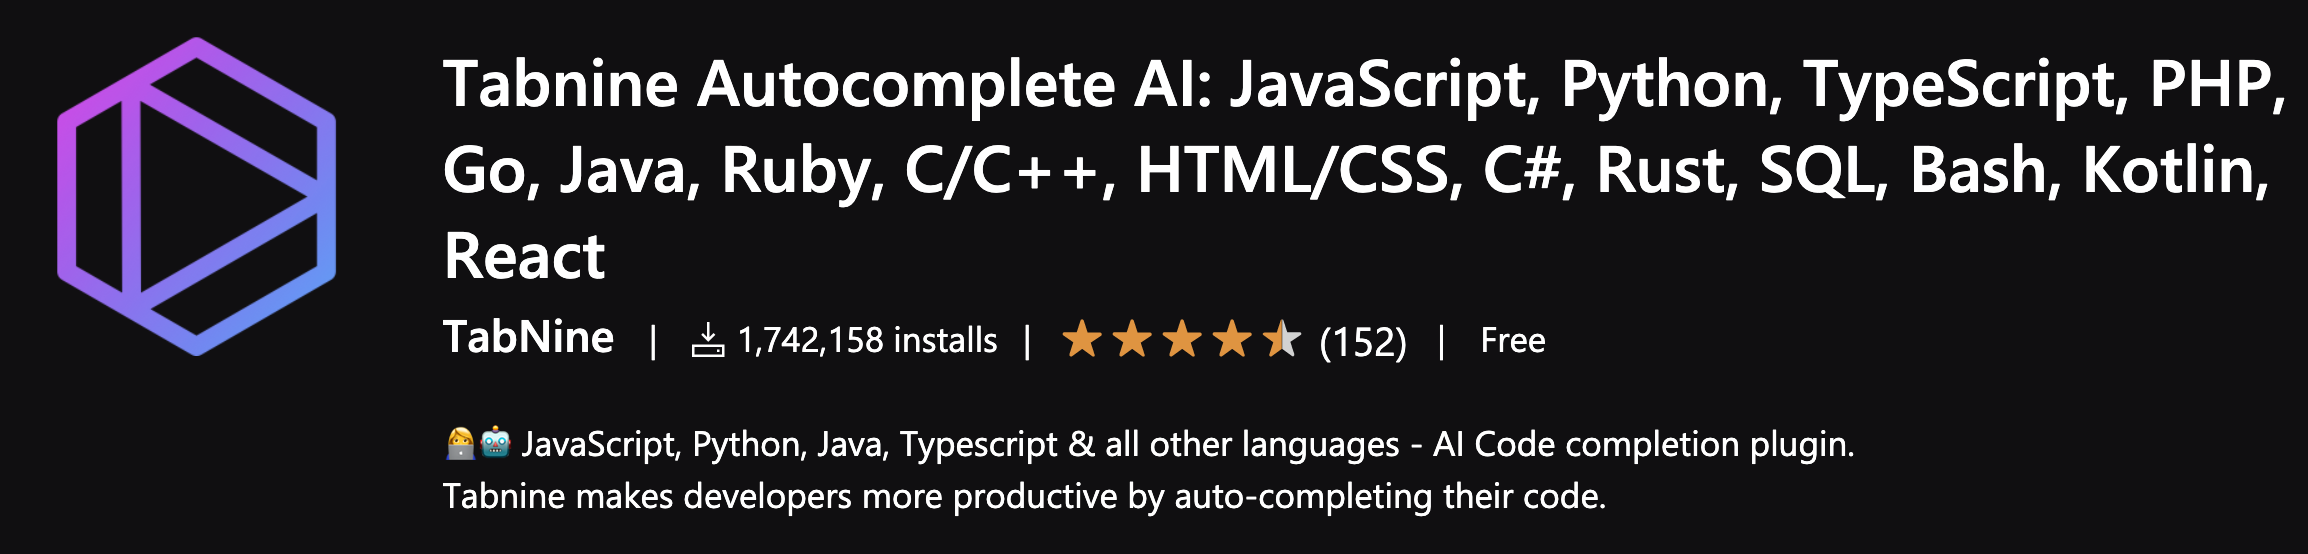 Tabnine Autocomplete AI: JavaScript, Python, TypeScript, PHP,
Go, Java, Ruby, C/C++, HTML/CSS, C#, Rust, SQL, Bash, Kotlin,
React
TabNine | 1,742,158 installs | (152) | Free
JavaScript, Python, Java, Typescript & all other languages - AI Code completion plugin.
Tabnine makes developers more productive by auto-completing their code.